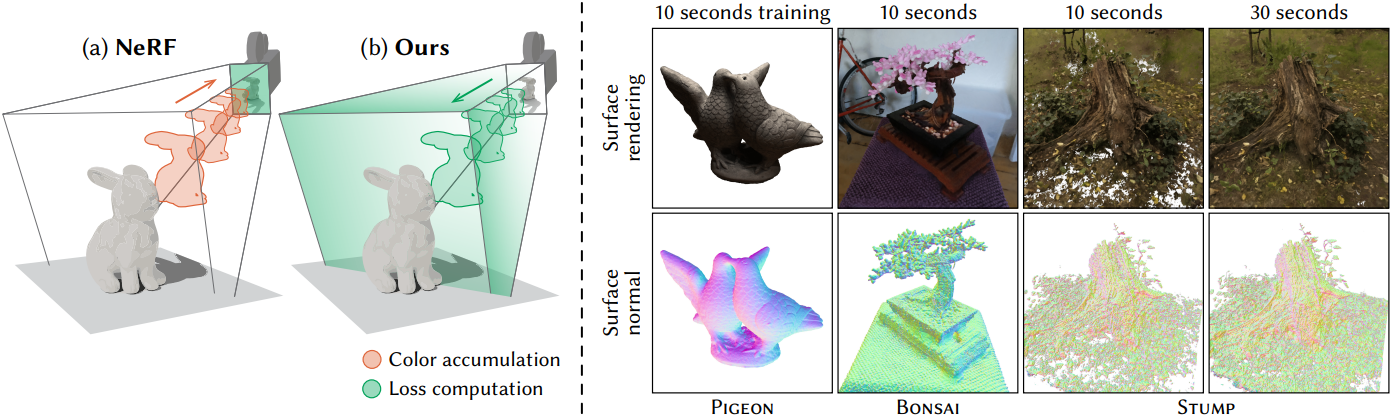 (a) NeRF
(b) Ours
Color accumulation
Loss computation
10 seconds training
10 seconds
10 seconds
30 seconds
Surface
rendering
Surface
normal
PIGEON
BONSAI
STUMP